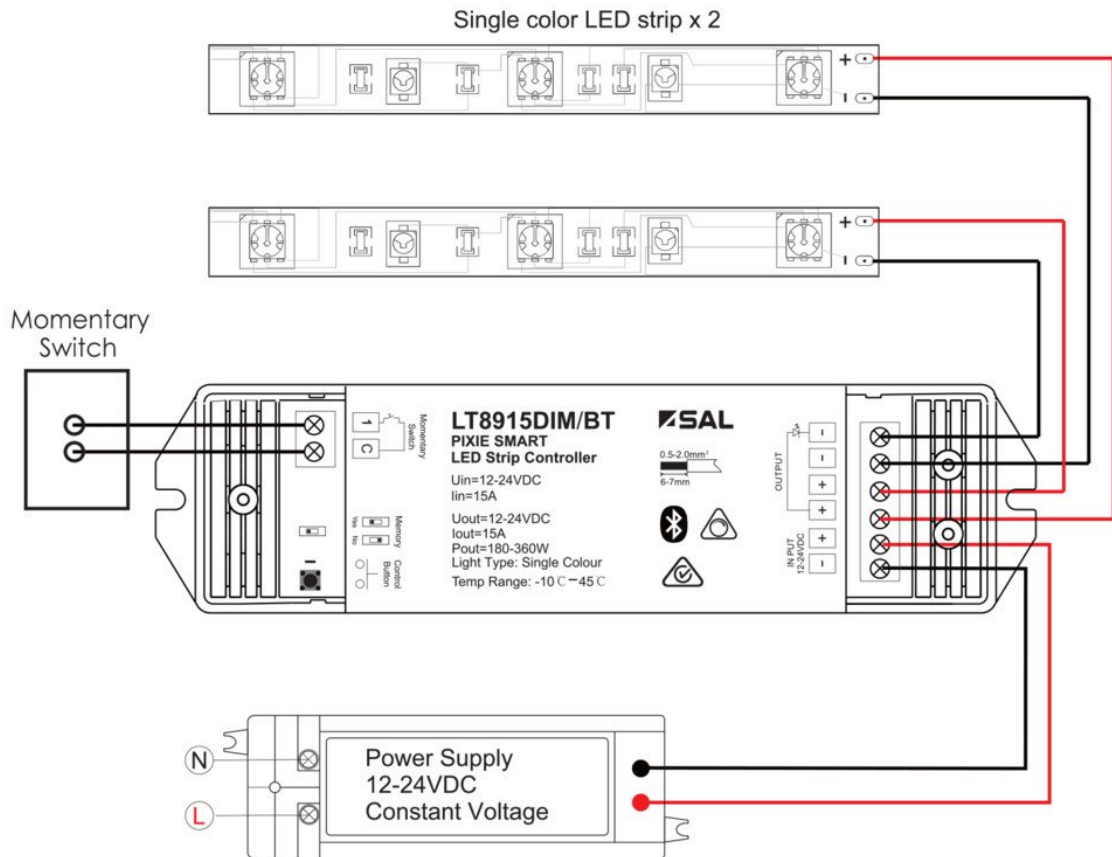 Single color LED strip x 2
+
-
+
-
Momentary
Switch
1
C
Momentary
Switch
Memory
Yes
No
Control
Button
LT8915DIM/BT
PIXIE SMART
LED Strip Controller
Uin=12-24VDC
Iin=15A
Uout=12-24VDC
Iout=15A
Pout=180-360W
Light Type: Single Colour
Temp Range: -10℃-45℃
SAL
0.5-2.0mm²
6-7mm
OUTPUT
-
-
+
+
IN PUT
12-24VDC
+
-
N
L
Power Supply
12-24VDC
Constant Voltage